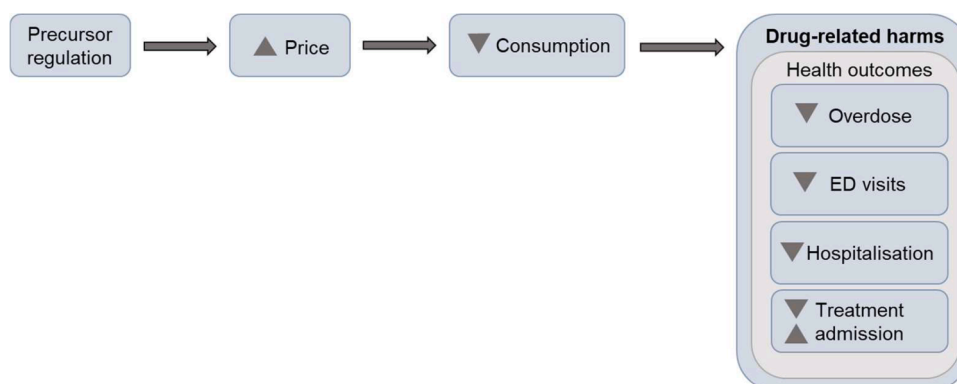 Precursor
regulation
Price
Consumption
Drug-related harms
Health outcomes
Overdose
ED visits
Hospitalisation
Treatment
admission